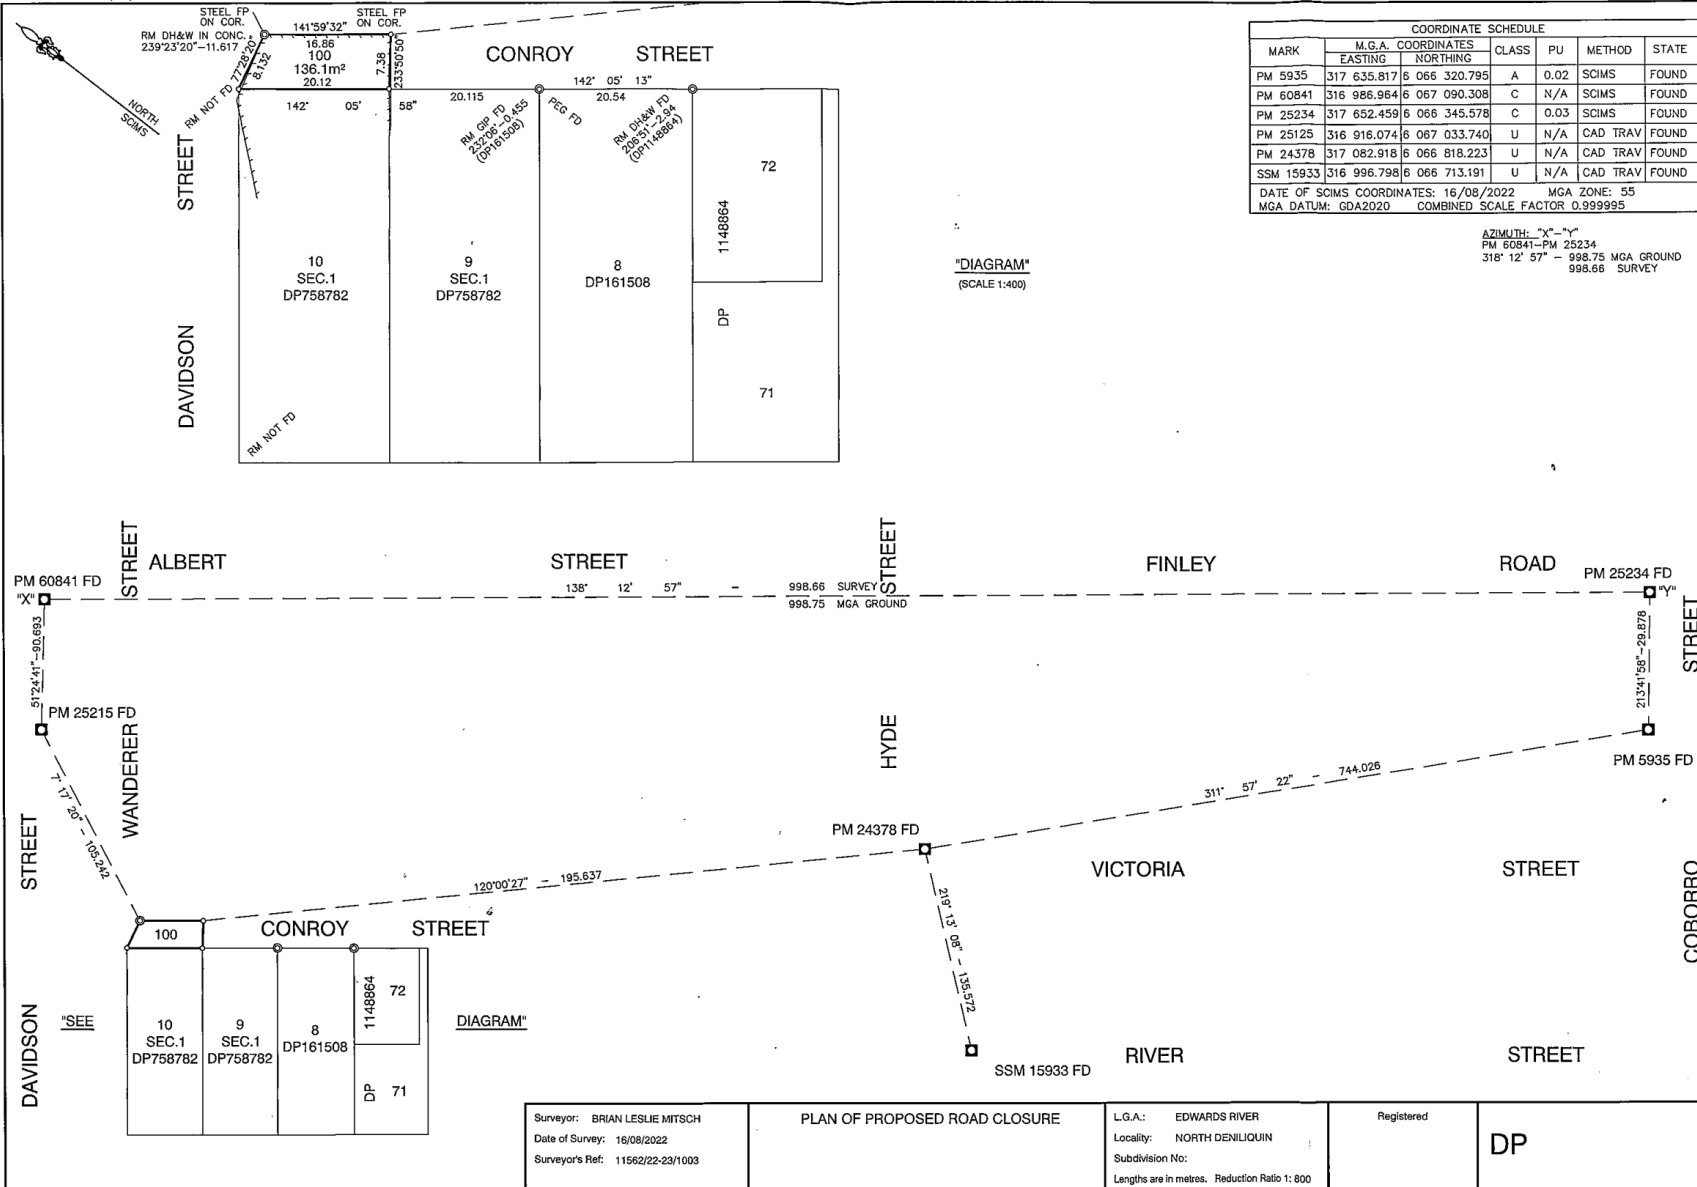 STEEL FP
ON COR.
RM DH&W IN CONC.
239°23'20"-11.617
141°59'32"
STEEL FP
ON COR.
16.86
100
136.1m²
20.12
77°28'20"
8.132
7.38
233°50'50"
RM NOT FD
NORTH
SCIMS
CONROY STREET
142° 05' 58"
20.115
142° 05' 13"
20.54
RM GIP FD
232°06'-0.455
(DP161508)
PEG FD
RM DH&W FD
206°51'-2.94
(DP1148864)
DAVIDSON STREET
10
SEC.1
DP758782
9
SEC.1
DP758782
8
DP161508
72
DP 1148864
71
RM NOT FD
"DIAGRAM"
(SCALE 1:400)
COORDINATE SCHEDULE
MARK M.G.A. COORDINATES CLASS PU METHOD STATE
EASTING NORTHING
PM 5935 317 635.817 6 066 320.795 A 0.02 SCIMS FOUND
PM 60841 316 986.964 6 067 090.308 C N/A SCIMS FOUND
PM 25234 317 652.459 6 066 345.578 C 0.03 SCIMS FOUND
PM 25125 316 916.074 6 067 033.740 U N/A CAD TRAV FOUND
PM 24378 317 082.918 6 066 818.223 U N/A CAD TRAV FOUND
SSM 15933 316 996.798 6 066 713.191 U N/A CAD TRAV FOUND
DATE OF SCIMS COORDINATES: 16/08/2022 MGA ZONE: 55
MGA DATUM: GDA2020 COMBINED SCALE FACTOR 0.999995
AZIMUTH: "X"-"Y"
PM 60841-PM 25234
318° 12' 57" - 998.75 MGA GROUND
998.66 SURVEY
ALBERT STREET
FINLEY ROAD
PM 60841 FD
"X"
138° 12' 57" - 998.66 SURVEY
998.75 MGA GROUND
PM 25234 FD
"Y"
51°24'41"-90.693
213°41'58"-29.878
PM 25215 FD
WANDERER STREET
HYDE STREET
PM 5935 FD
7° 17' 20" - 105.242
311° 57' 22" - 744.026
PM 24378 FD
120°00'27" - 195.637
VICTORIA STREET
COBORRO STREET
219° 13' 08" - 135.572
SSM 15933 FD
RIVER STREET
100
CONROY STREET
DAVIDSON STREET
"SEE DIAGRAM"
10
SEC.1
DP758782
9
SEC.1
DP758782
8
DP161508
72
DP 1148864
71
Surveyor: BRIAN LESLIE MITSCH
Date of Survey: 16/08/2022
Surveyor's Ref: 11562/22-23/1003
PLAN OF PROPOSED ROAD CLOSURE
L.G.A.: EDWARDS RIVER
Locality: NORTH DENILIQUIN
Subdivision No:
Lengths are in metres. Reduction Ratio 1: 800
Registered
DP